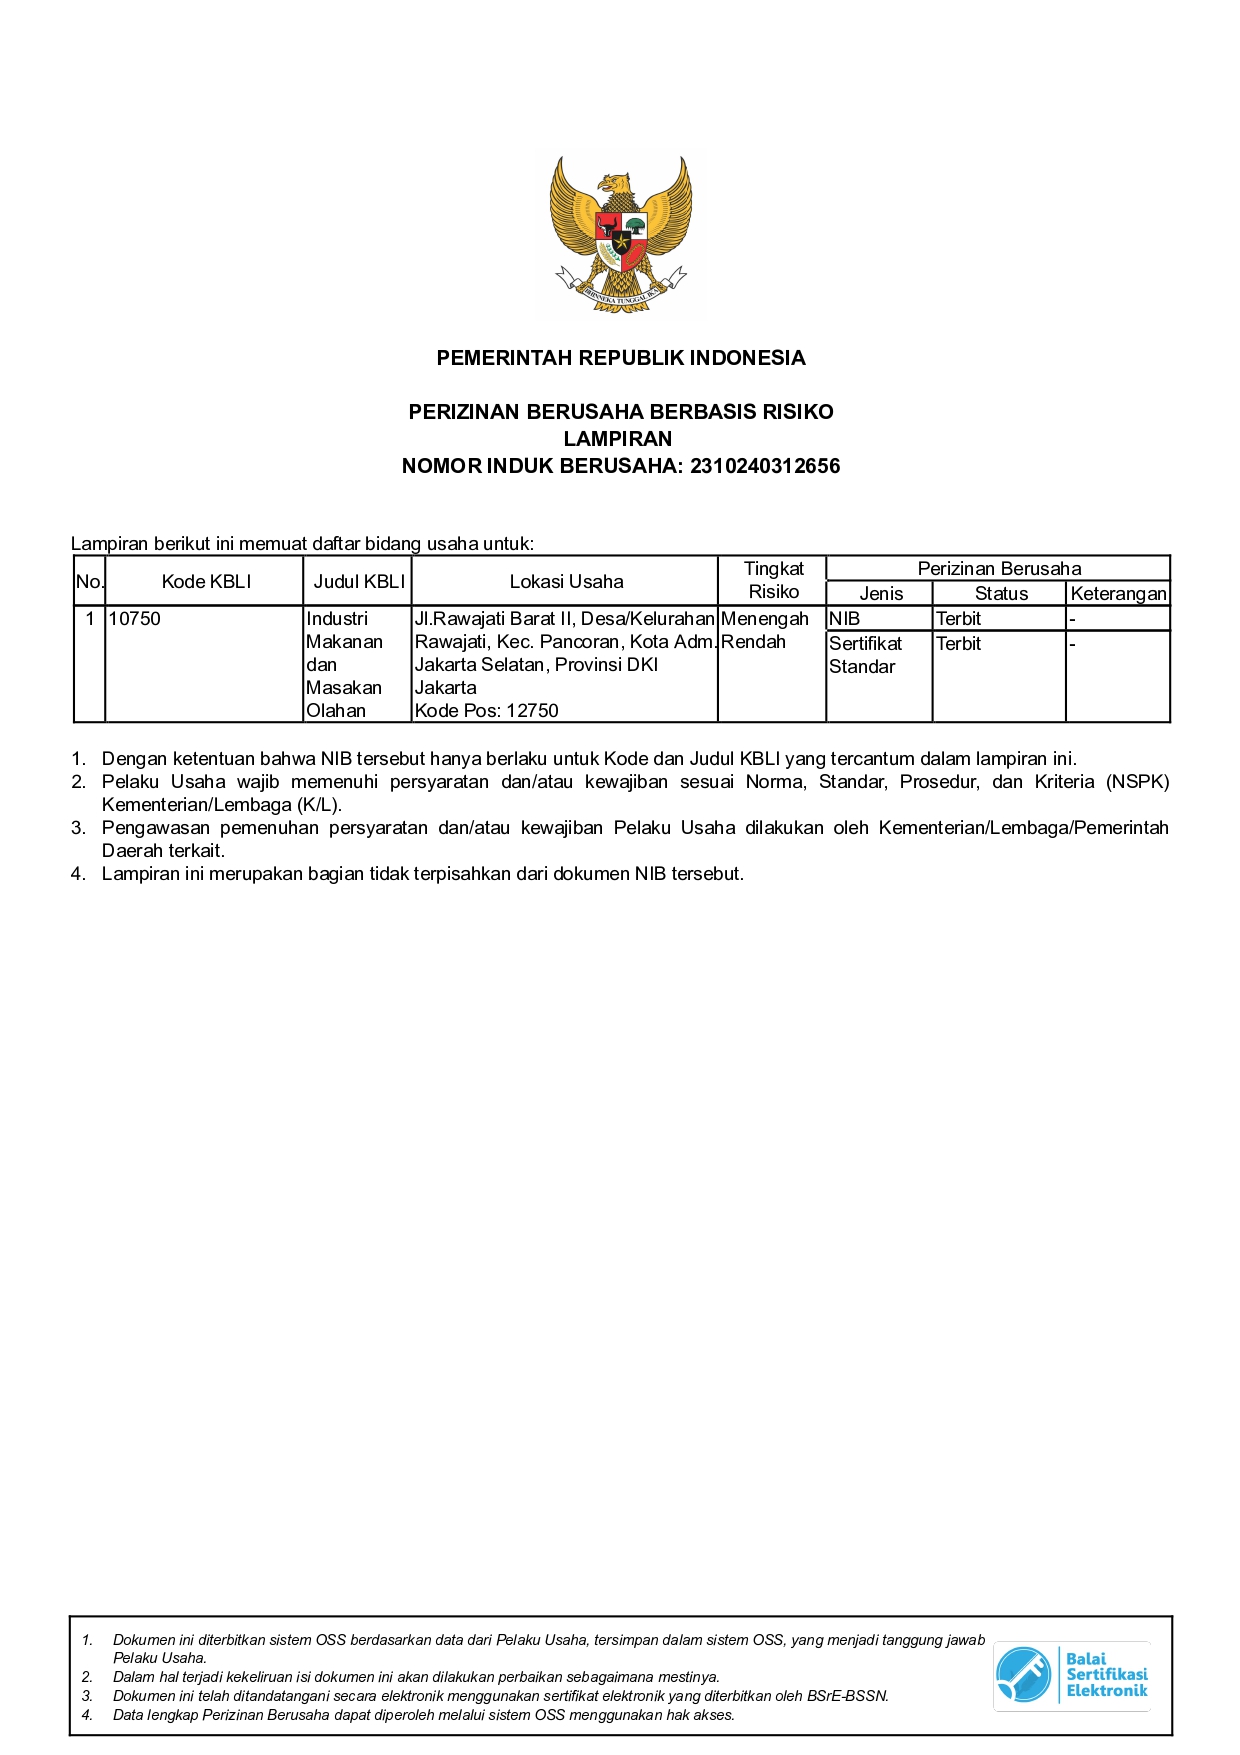 BHINNEKA TUNGGAL IKA
PEMERINTAH REPUBLIK INDONESIA
PERIZINAN BERUSAHA BERBASIS RISIKO
LAMPIRAN
NOMOR INDUK BERUSAHA: 2310240312656
Lampiran berikut ini memuat daftar bidang usaha untuk:
No. Kode KBLI Judul KBLI Lokasi Usaha Tingkat Risiko Perizinan Berusaha
Jenis Status Keterangan
1 10750 Industri Jl.Rawajati Barat II, Desa/Kelurahan Menengah NIB Terbit -
Makanan Rawajati, Kec. Pancoran, Kota Adm. Rendah Sertifikat Terbit -
dan Jakarta Selatan, Provinsi DKI Standar
Masakan Jakarta
Olahan Kode Pos: 12750
1. Dengan ketentuan bahwa NIB tersebut hanya berlaku untuk Kode dan Judul KBLI yang tercantum dalam lampiran ini.
2. Pelaku Usaha wajib memenuhi persyaratan dan/atau kewajiban sesuai Norma, Standar, Prosedur, dan Kriteria (NSPK)
Kementerian/Lembaga (K/L).
3. Pengawasan pemenuhan persyaratan dan/atau kewajiban Pelaku Usaha dilakukan oleh Kementerian/Lembaga/Pemerintah
Daerah terkait.
4. Lampiran ini merupakan bagian tidak terpisahkan dari dokumen NIB tersebut.
1. Dokumen ini diterbitkan sistem OSS berdasarkan data dari Pelaku Usaha, tersimpan dalam sistem OSS, yang menjadi tanggung jawab
Pelaku Usaha.
2. Dalam hal terjadi kekeliruan isi dokumen ini akan dilakukan perbaikan sebagaimana mestinya.
3. Dokumen ini telah ditandatangani secara elektronik menggunakan sertifikat elektronik yang diterbitkan oleh BSrE-BSSN.
4. Data lengkap Perizinan Berusaha dapat diperoleh melalui sistem OSS menggunakan hak akses.
Balai
Sertifikasi
Elektronik